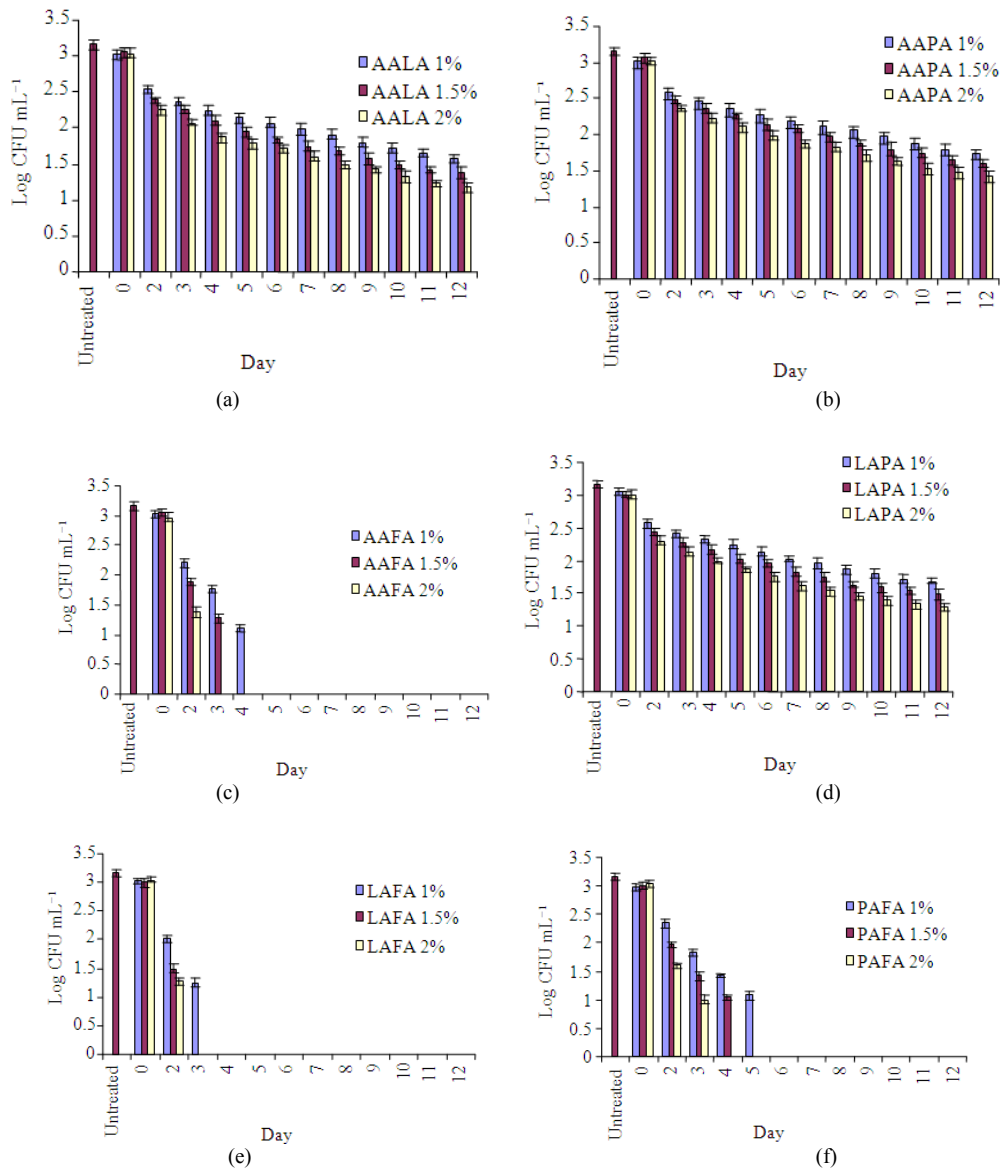 3.5
3
2.5
2
1.5
1
0.5
0
Log CFU mL⁻¹
AALA 1%
AALA 1.5%
AALA 2%
Untreated 0 2 3 4 5 6 7 8 9 10 11 12
Day
(a)
3.5
3
2.5
2
1.5
1
0.5
0
Log CFU mL⁻¹
AAPA 1%
AAPA 1.5%
AAPA 2%
Untreated 0 2 3 4 5 6 7 8 9 10 11 12
Day
(b)
3.5
3
2.5
2
1.5
1
0.5
0
Log CFU mL⁻¹
AAFA 1%
AAFA 1.5%
AAFA 2%
Untreated 0 2 3 4 5 6 7 8 9 10 11 12
Day
(c)
3.5
3
2.5
2
1.5
1
0.5
0
Log CFU mL⁻¹
LAPA 1%
LAPA 1.5%
LAPA 2%
Untreated 0 2 3 4 5 6 7 8 9 10 11 12
Day
(d)
3.5
3
2.5
2
1.5
1
0.5
0
Log CFU mL⁻¹
LAFA 1%
LAFA 1.5%
LAFA 2%
Untreated 0 2 3 4 5 6 7 8 9 10 11 12
Day
(e)
3.5
3
2.5
2
1.5
1
0.5
0
Log CFU mL⁻¹
PAFA 1%
PAFA 1.5%
PAFA 2%
Untreated 0 2 3 4 5 6 7 8 9 10 11 12
Day
(f)